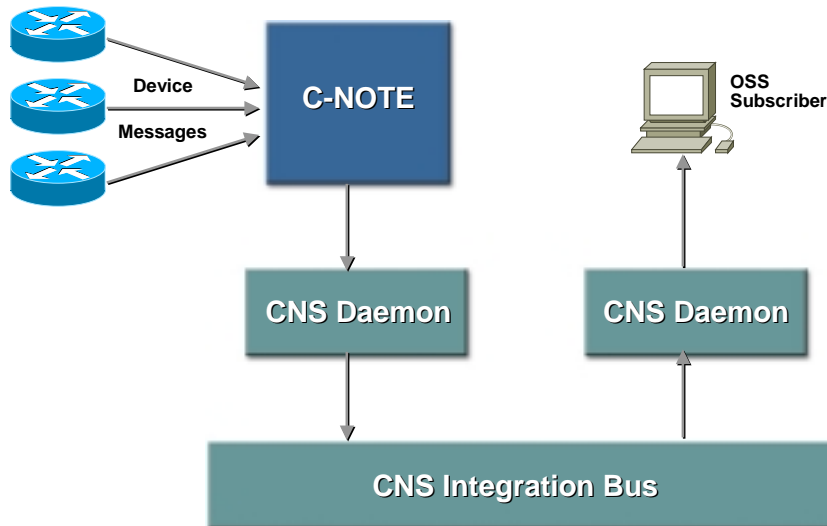 Device
Messages
C-NOTE
OSS
Subscriber
CNS Daemon
CNS Daemon
CNS Integration Bus